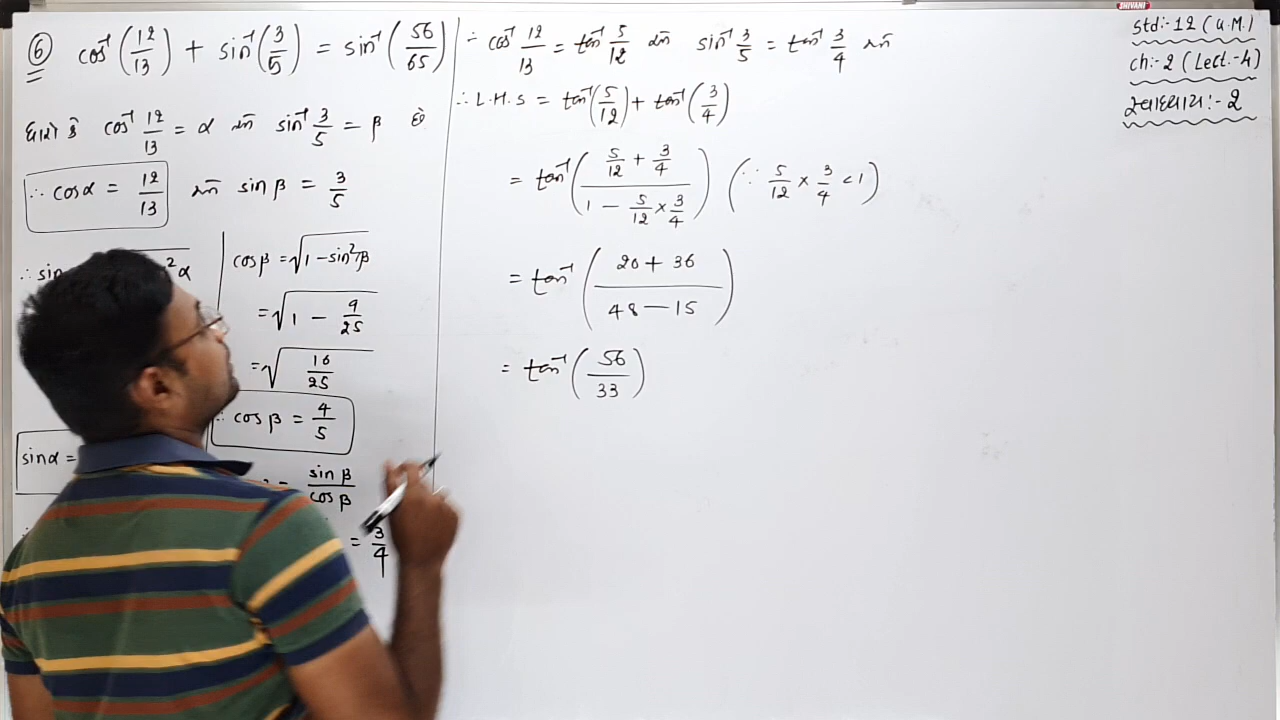 SHIVANI
Std:- 12 (G.M.)
ch:- 2 (Lect.-4)
સ્વાધ્યાય:- 2
⑥ cos⁻¹(12/13) + sin⁻¹(3/5) = sin⁻¹(56/65)
ધારો કે cos⁻¹ 12/13 = α અને sin⁻¹ 3/5 = β છે
∴ cosα = 12/13 અને sin β = 3/5
∴ sin
²α
sinα =
cosβ = √(1 - sin²β)
= √(1 - 9/25)
= √(16/25)
∴ cos β = 4/5
= sin β / cos β
= 3/4
∴ cos⁻¹ 12/13 = tan⁻¹ 5/12 અને sin⁻¹ 3/5 = tan⁻¹ 3/4 અને
∴ L.H.S = tan⁻¹(5/12) + tan⁻¹(3/4)
= tan⁻¹((5/12 + 3/4)/(1 - 5/12 × 3/4)) (∵ 5/12 × 3/4 < 1)
= tan⁻¹((20 + 36)/(48 - 15))
= tan⁻¹(56/33)